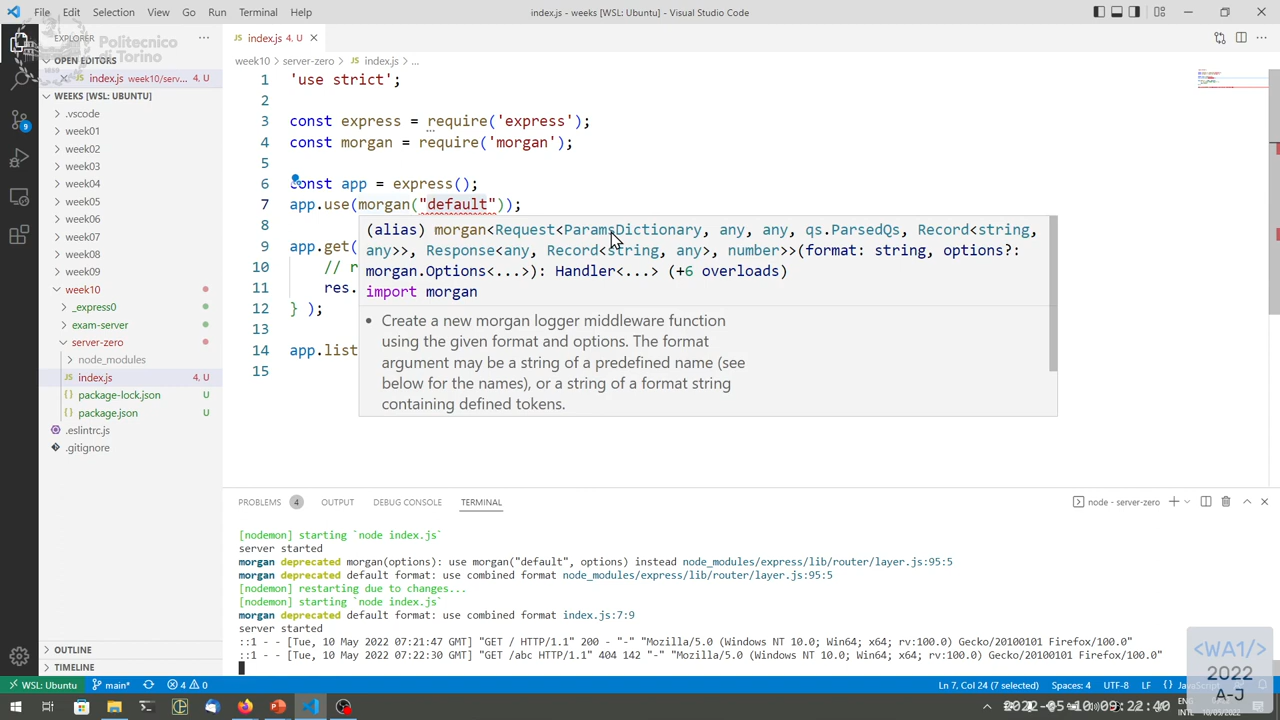 File Edit Selection View Go Run Terminal Help
index.js - weeks [WSL: Ubuntu] - Visual Studio Code
Politecnico
di Torino
EXPLORER
OPEN EDITORS
index.js week10/serv... 4, U
WEEKS [WSL: UBUNTU]
.vscode
week01
week02
week03
week04
week05
week06
week07
week08
week09
week10
_express0
exam-server
server-zero
node_modules
JS index.js 4, U
package-lock.json U
package.json U
.eslintrc.js
.gitignore
OUTLINE
TIMELINE
JS index.js 4, U
week10 > server-zero > JS index.js > ...
1 'use strict';
2
3 const express = require('express');
4 const morgan = require('morgan');
5
6 const app = express();
7 app.use(morgan("default"));
8
9 app.get(
10 // r
11 res.
12 } );
13
14 app.list
15
(alias) morgan<Request<ParamsDictionary, any, any, qs.ParsedQs, Record<string,
any>>, Response<any, Record<string, any>, number>>(format: string, options?:
morgan.Options<...>): Handler<...> (+6 overloads)
import morgan
• Create a new morgan logger middleware function
using the given format and options. The format
argument may be a string of a predefined name (see
below for the names), or a string of a format string
containing defined tokens.
PROBLEMS 4 OUTPUT DEBUG CONSOLE TERMINAL
node - server-zero
[nodemon] starting `node index.js`
server started
morgan deprecated morgan(options): use morgan("default", options) instead node_modules/express/lib/router/layer.js:95:5
morgan deprecated default format: use combined format node_modules/express/lib/router/layer.js:95:5
[nodemon] restarting due to changes...
[nodemon] starting `node index.js`
morgan deprecated default format: use combined format index.js:7:9
server started
::1 - - [Tue, 10 May 2022 07:21:47 GMT] "GET / HTTP/1.1" 200 - "-" "Mozilla/5.0 (Windows NT 10.0; Win64; x64; rv:100.0) Gecko/20100101 Firefox/100.0"
::1 - - [Tue, 10 May 2022 07:22:30 GMT] "GET /abc HTTP/1.1" 404 142 "-" "Mozilla/5.0 (Windows NT 10.0; Win64; x64; rv:100.0) Gecko/20100101 Firefox/100.0"
<WA1/>
2022
A-J
9
WSL: Ubuntu main* 4 0
Ln 7, Col 24 (7 selected) Spaces: 4 UTF-8 LF {} JavaScript
2022-05-10 09:22:40
ENG
INTL